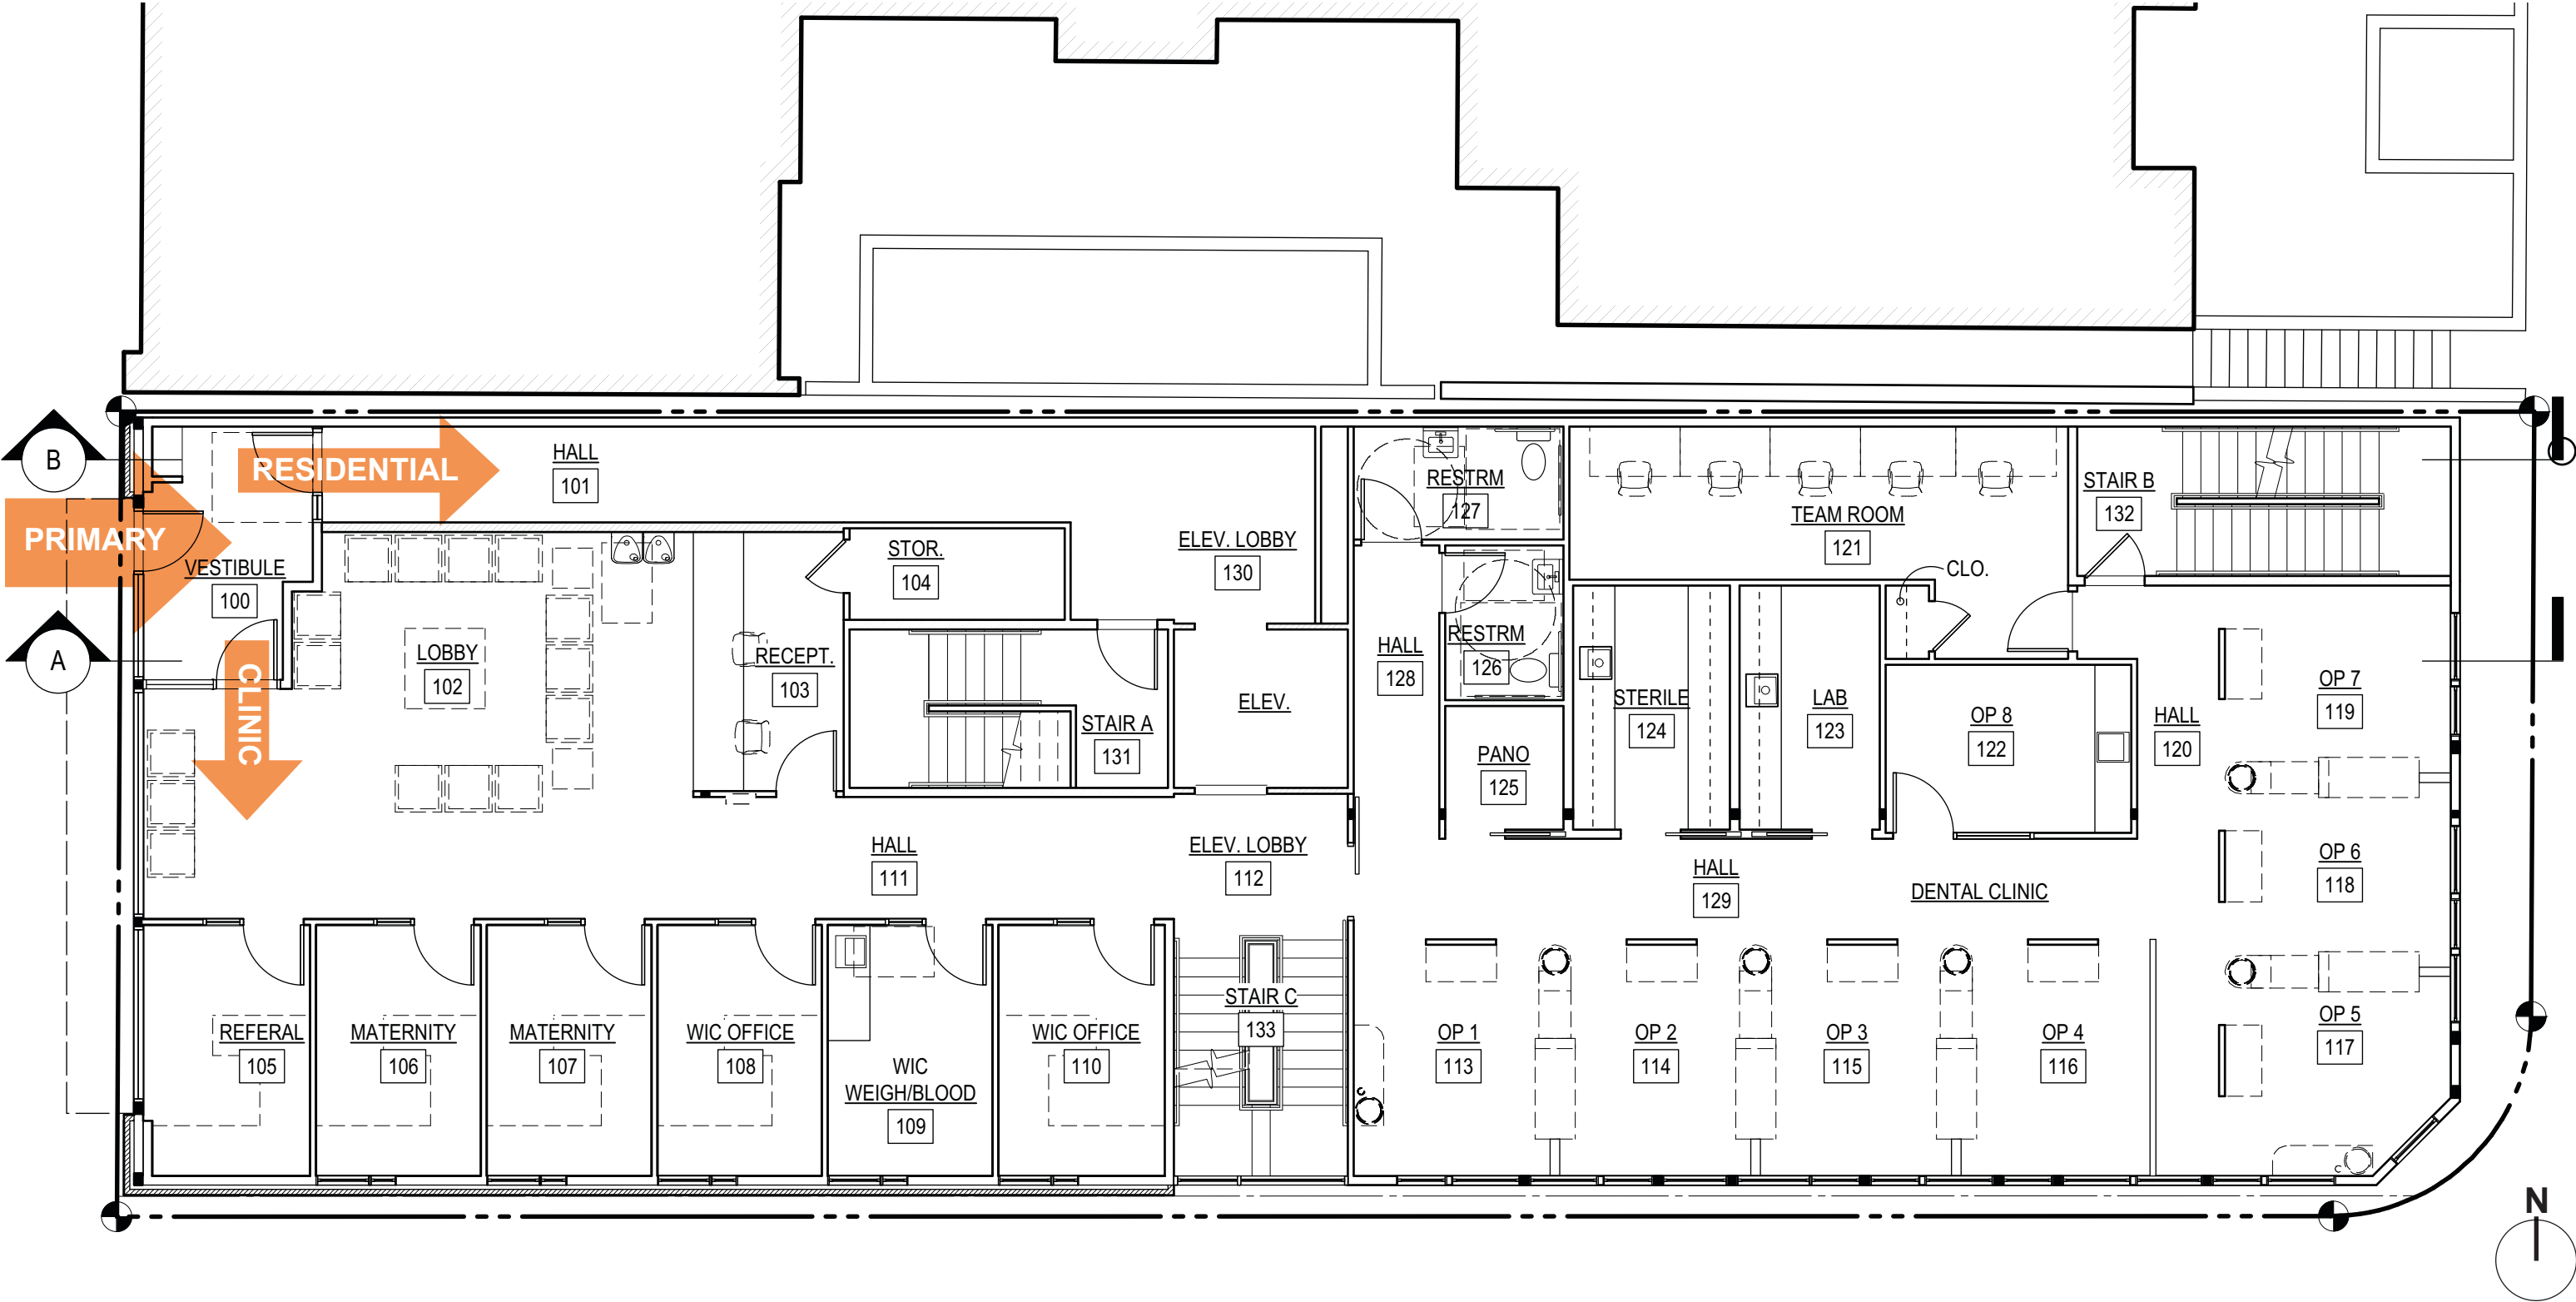 B
RESIDENTIAL
HALL
101
PRIMARY
VESTIBULE
100
A
CLINIC
LOBBY
102
RECEPT.
103
STOR.
104
ELEV. LOBBY
130
STAIR A
131
ELEV.
RESTRM
127
RESTRM
126
HALL
128
PANO
125
STERILE
124
LAB
123
TEAM ROOM
121
CLO.
OP 8
122
STAIR B
132
HALL
120
OP 7
119
OP 6
118
OP 5
117
HALL
111
ELEV. LOBBY
112
HALL
129
DENTAL CLINIC
REFERAL
105
MATERNITY
106
MATERNITY
107
WIC OFFICE
108
WIC
WEIGH/BLOOD
109
WIC OFFICE
110
STAIR C
133
OP 1
113
OP 2
114
OP 3
115
OP 4
116
C
C
N